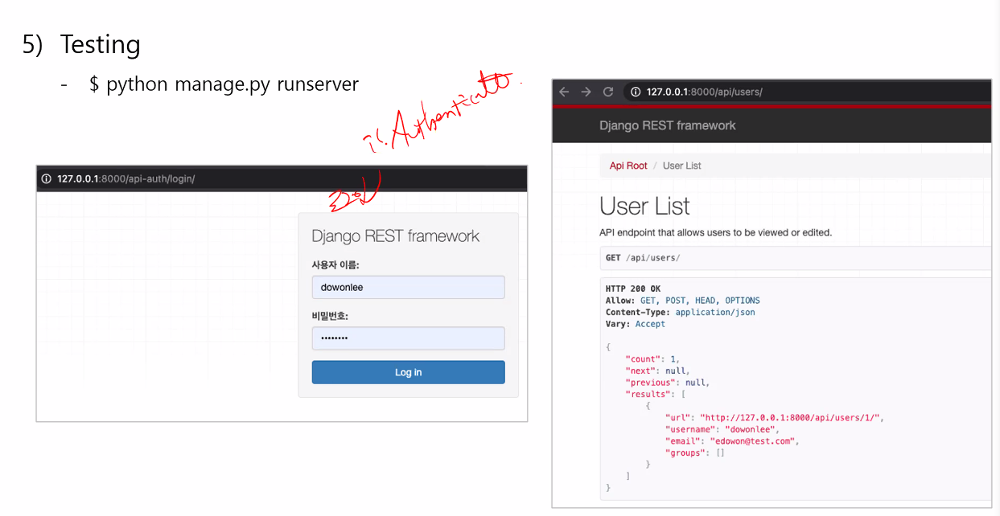 5) Testing
- $ python manage.py runserver
127.0.0.1:8000/api-auth/login/
Django REST framework
사용자 이름:
dowonlee
비밀번호:
••••••••
Log in
127.0.0.1:8000/api/users/
Django REST framework
Api Root / User List
User List
API endpoint that allows users to be viewed or edited.
GET /api/users/
HTTP 200 OK
Allow: GET, POST, HEAD, OPTIONS
Content-Type: application/json
Vary: Accept
{
"count": 1,
"next": null,
"previous": null,
"results": [
{
"url": "http://127.0.0.1:8000/api/users/1/",
"username": "dowonlee",
"email": "edowon@test.com",
"groups": []
}
]
}